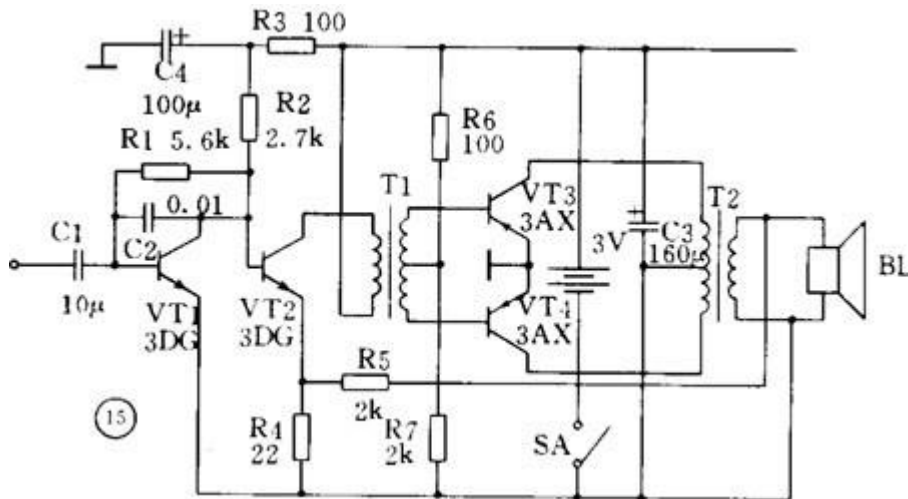 R3 100
C4
100μ
R2
2.7k
R1 5.6k
R6
100
0.01
C2
C1
10μ
VT1
3DG
VT2
3DG
T1
VT3
3AX
VT4
3AX
3V
C3
160μ
T2
BL
R5
2k
R4
22
R7
2k
SA
15